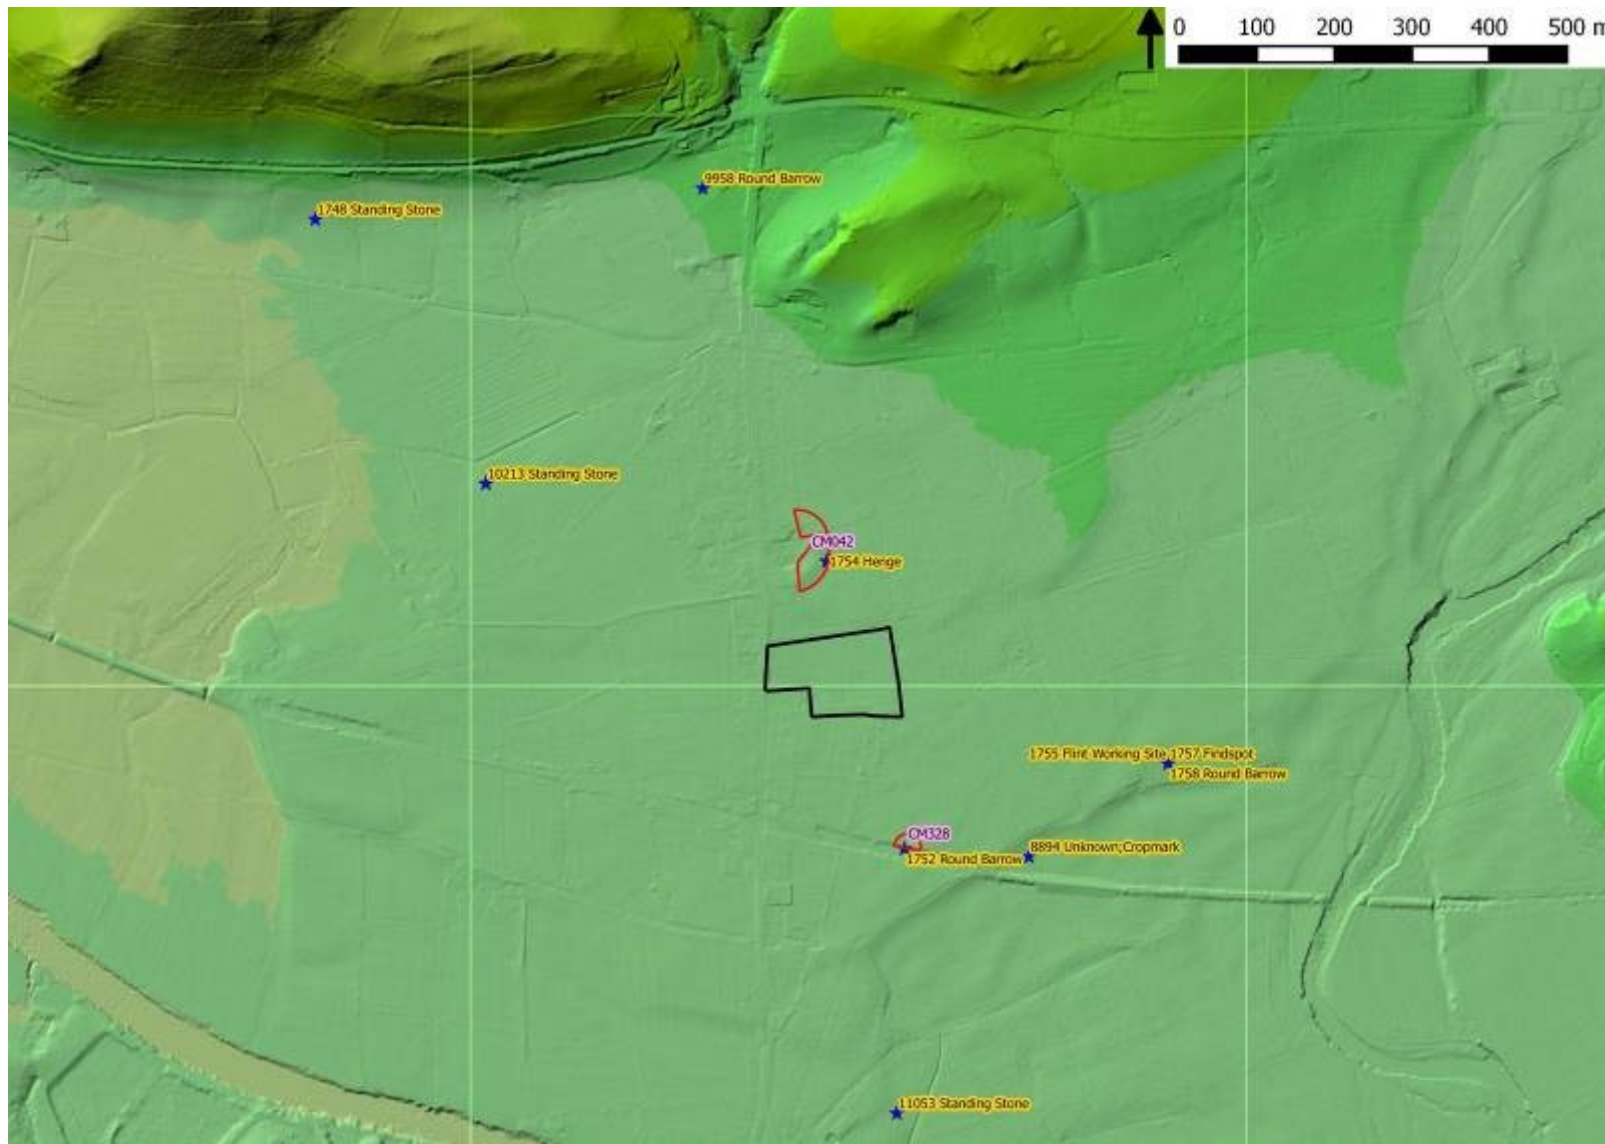 0 100 200 300 400 500 m
9958 Round Barrow
1748 Standing Stone
10213 Standing Stone
CM042
1754 Henge
1755 Flint Working Site 1757 Findspot
1758 Round Barrow
CM328
8894 Unknown;Cropmark
1752 Round Barrow
11053 Standing Stone